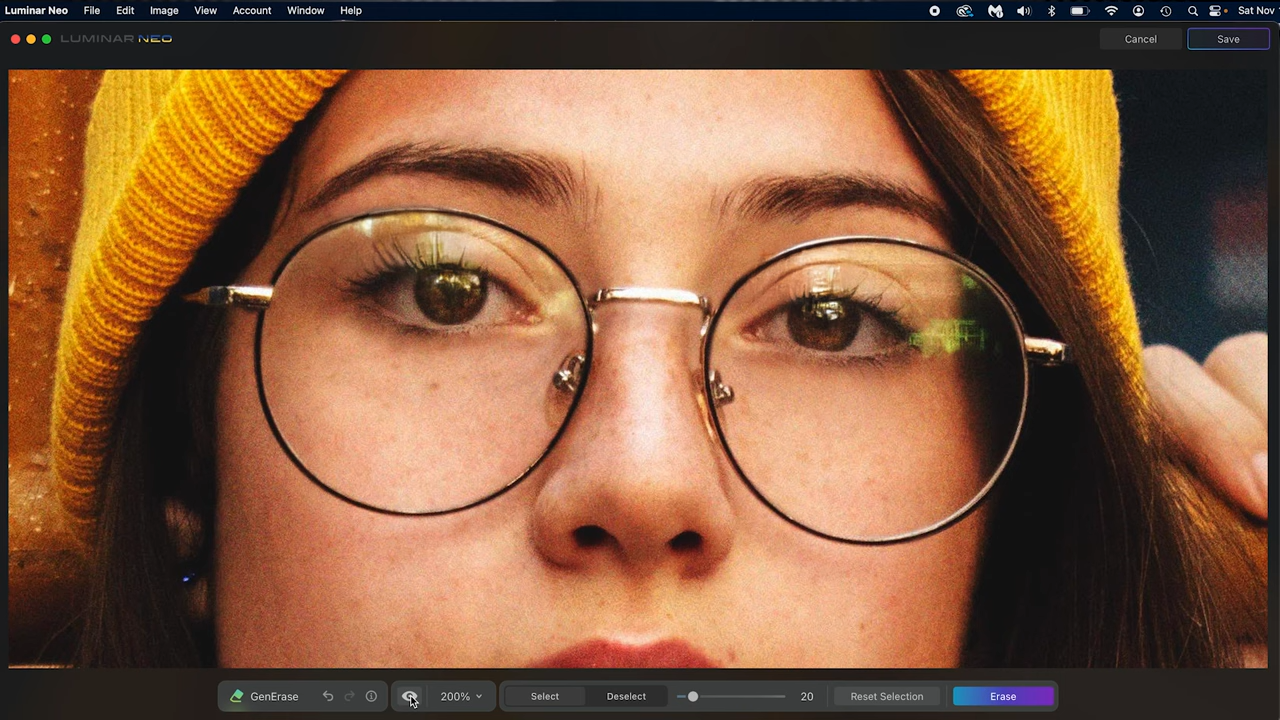 Luminar Neo File Edit Image View Account Window Help Sat Nov
LUMINAR NEO Cancel Save
GenErase 200% Select Deselect 20 Reset Selection Erase